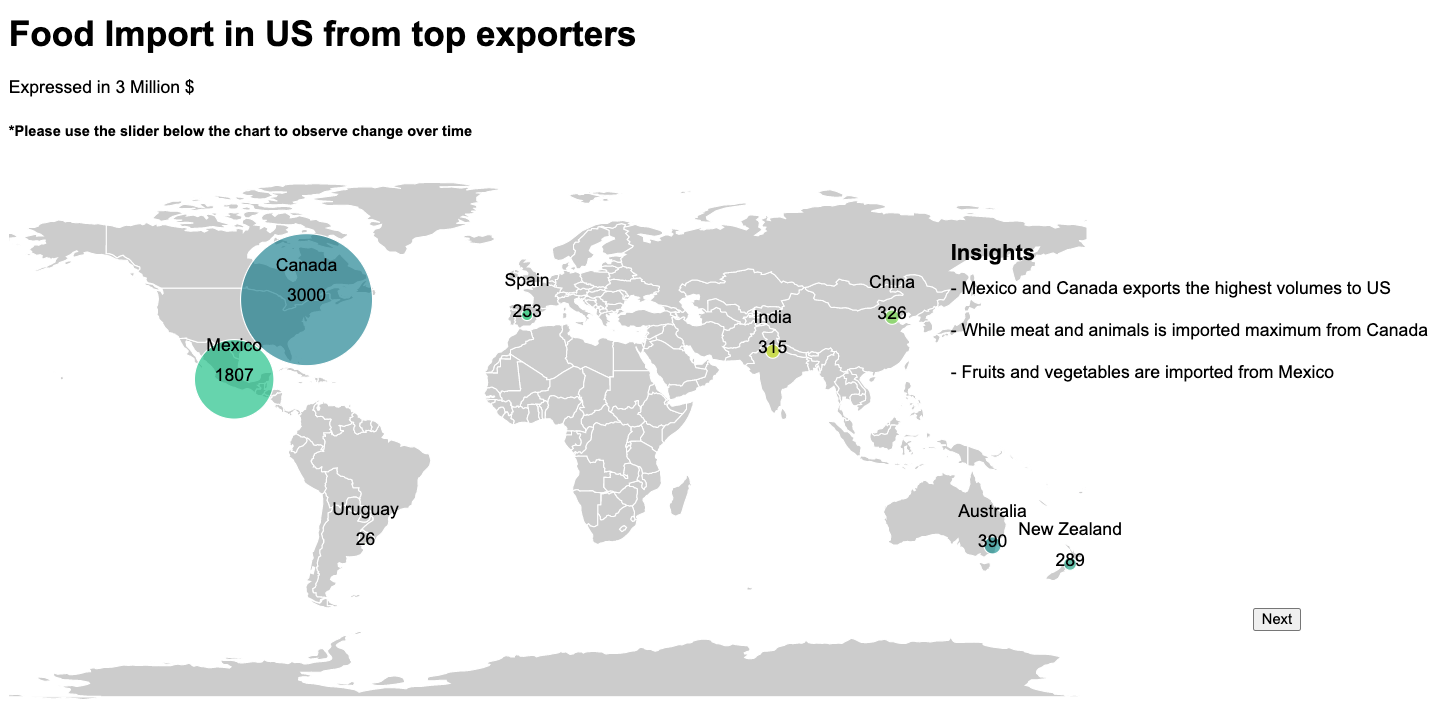 Food Import in US from top exporters
Expressed in 3 Million $
*Please use the slider below the chart to observe change over time
Canada
3000
Mexico
1807
Spain
253
India
315
China
326
Insights
- Mexico and Canada exports the highest volumes to US
- While meat and animals is imported maximum from Canada
- Fruits and vegetables are imported from Mexico
Uruguay
26
Australia
390
New Zealand
289
Next